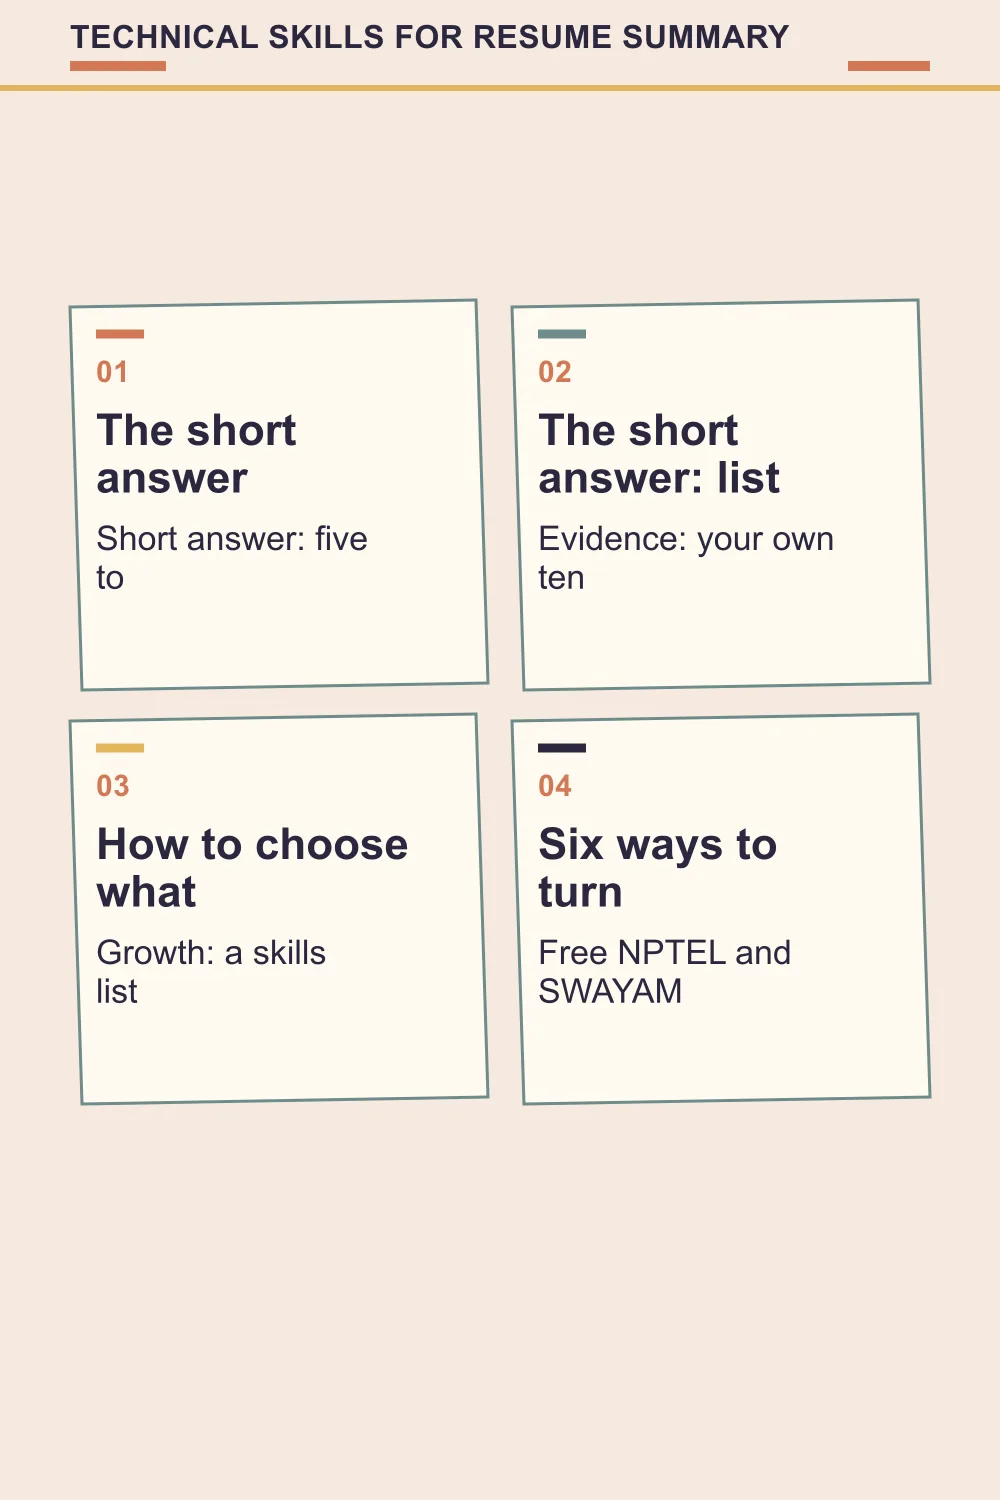 TECHNICAL SKILLS FOR RESUME SUMMARY
01
The short
answer
Short answer: five
to
02
The short
answer: list
Evidence: your own
ten
03
How to choose
what
Growth: a skills
list
04
Six ways to
turn
Free NPTEL and
SWAYAM